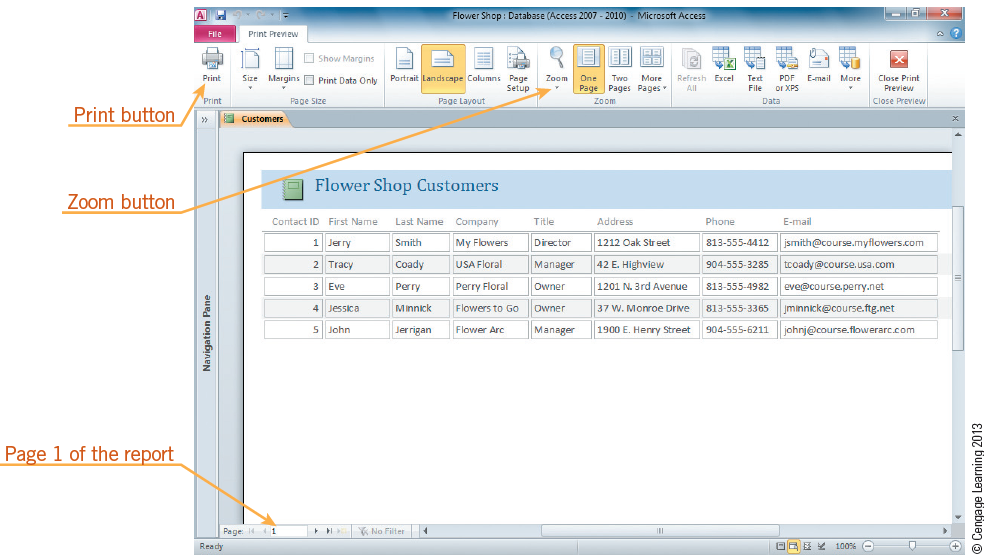 Flower Shop : Database (Access 2007 - 2010) - Microsoft Access
File Print Preview
Print
Size
Margins
Show Margins
Print Data Only
Portrait Landscape Columns Page Setup
Zoom
One Page
Two Pages
More Pages
Refresh All
Excel
Text File
PDF or XPS
E-mail
More
Close Print Preview
Print Page Size Page Layout Zoom Data Close Preview
Print button
Customers
Zoom button
Flower Shop Customers
Contact ID First Name Last Name Company Title Address Phone E-mail
1 Jerry Smith My Flowers Director 1212 Oak Street 813-555-4412 jsmith@course.myflowers.com
2 Tracy Coady USA Floral Manager 42 E. Highview 904-555-3285 tcoady@course.usa.com
3 Eve Perry Perry Floral Owner 1201 N. 3rd Avenue 813-555-4982 eve@course.perry.net
4 Jessica Minnick Flowers to Go Owner 37 W. Monroe Drive 813-555-3365 jminnick@course.ftg.net
5 John Jerrigan Flower Arc Manager 1900 E. Henry Street 904-555-6211 johnj@course.flowerarc.com
Navigation Pane
Page 1 of the report
Page: 1 No Filter
Ready 100%
© Cengage Learning 2013